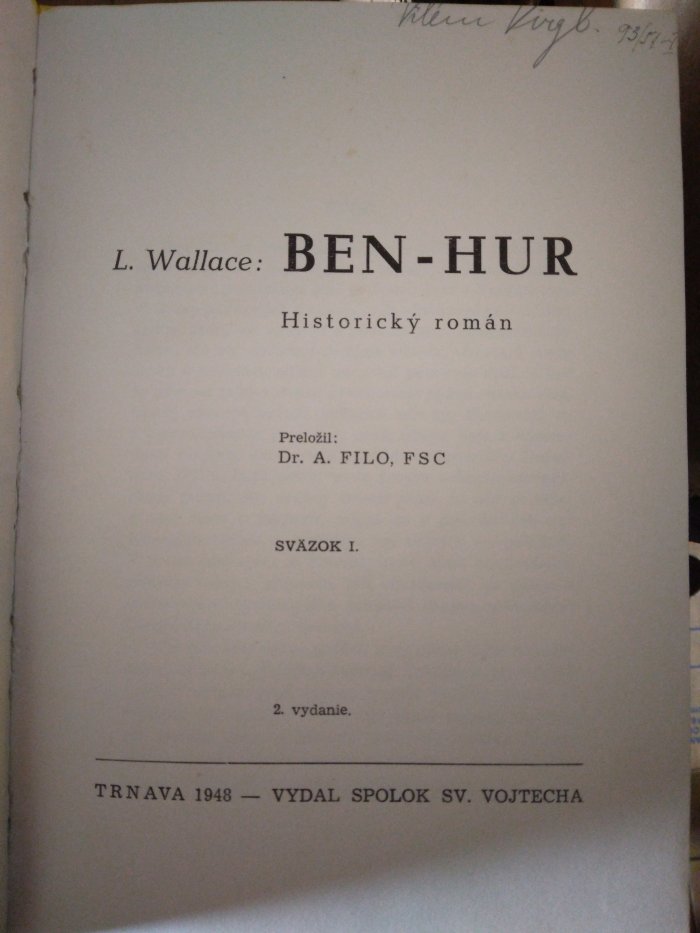 L. Wallace: BEN-HUR
Historický román
Preložil:
Dr. A. FILO, FSC
SVÄZOK I.
2. vydanie.
TRNAVA 1948 — VYDAL SPOLOK SV. VOJTECHA